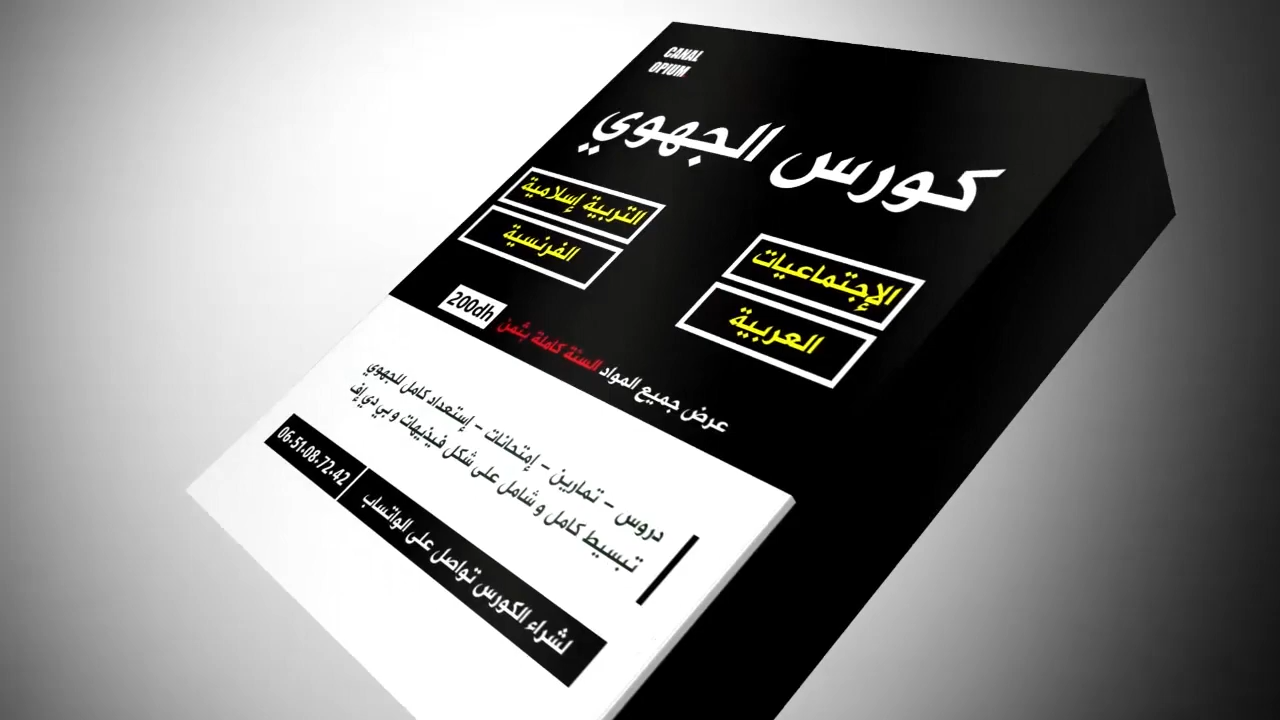 CANAL
OPIUM
كورس الجهوي
الإجتماعيات
التربية إسلامية
العربية
الفرنسية
عرض جميع المواد السنة كاملة بثمن 200dh
دروس - تمارين - إمتحانات - إستعداد كامل للجهوي
تبسيط كامل و شامل على شكل فيديهات و بي دي إف
لشراء الكورس تواصل على الواتساب 06.51.08.72.42